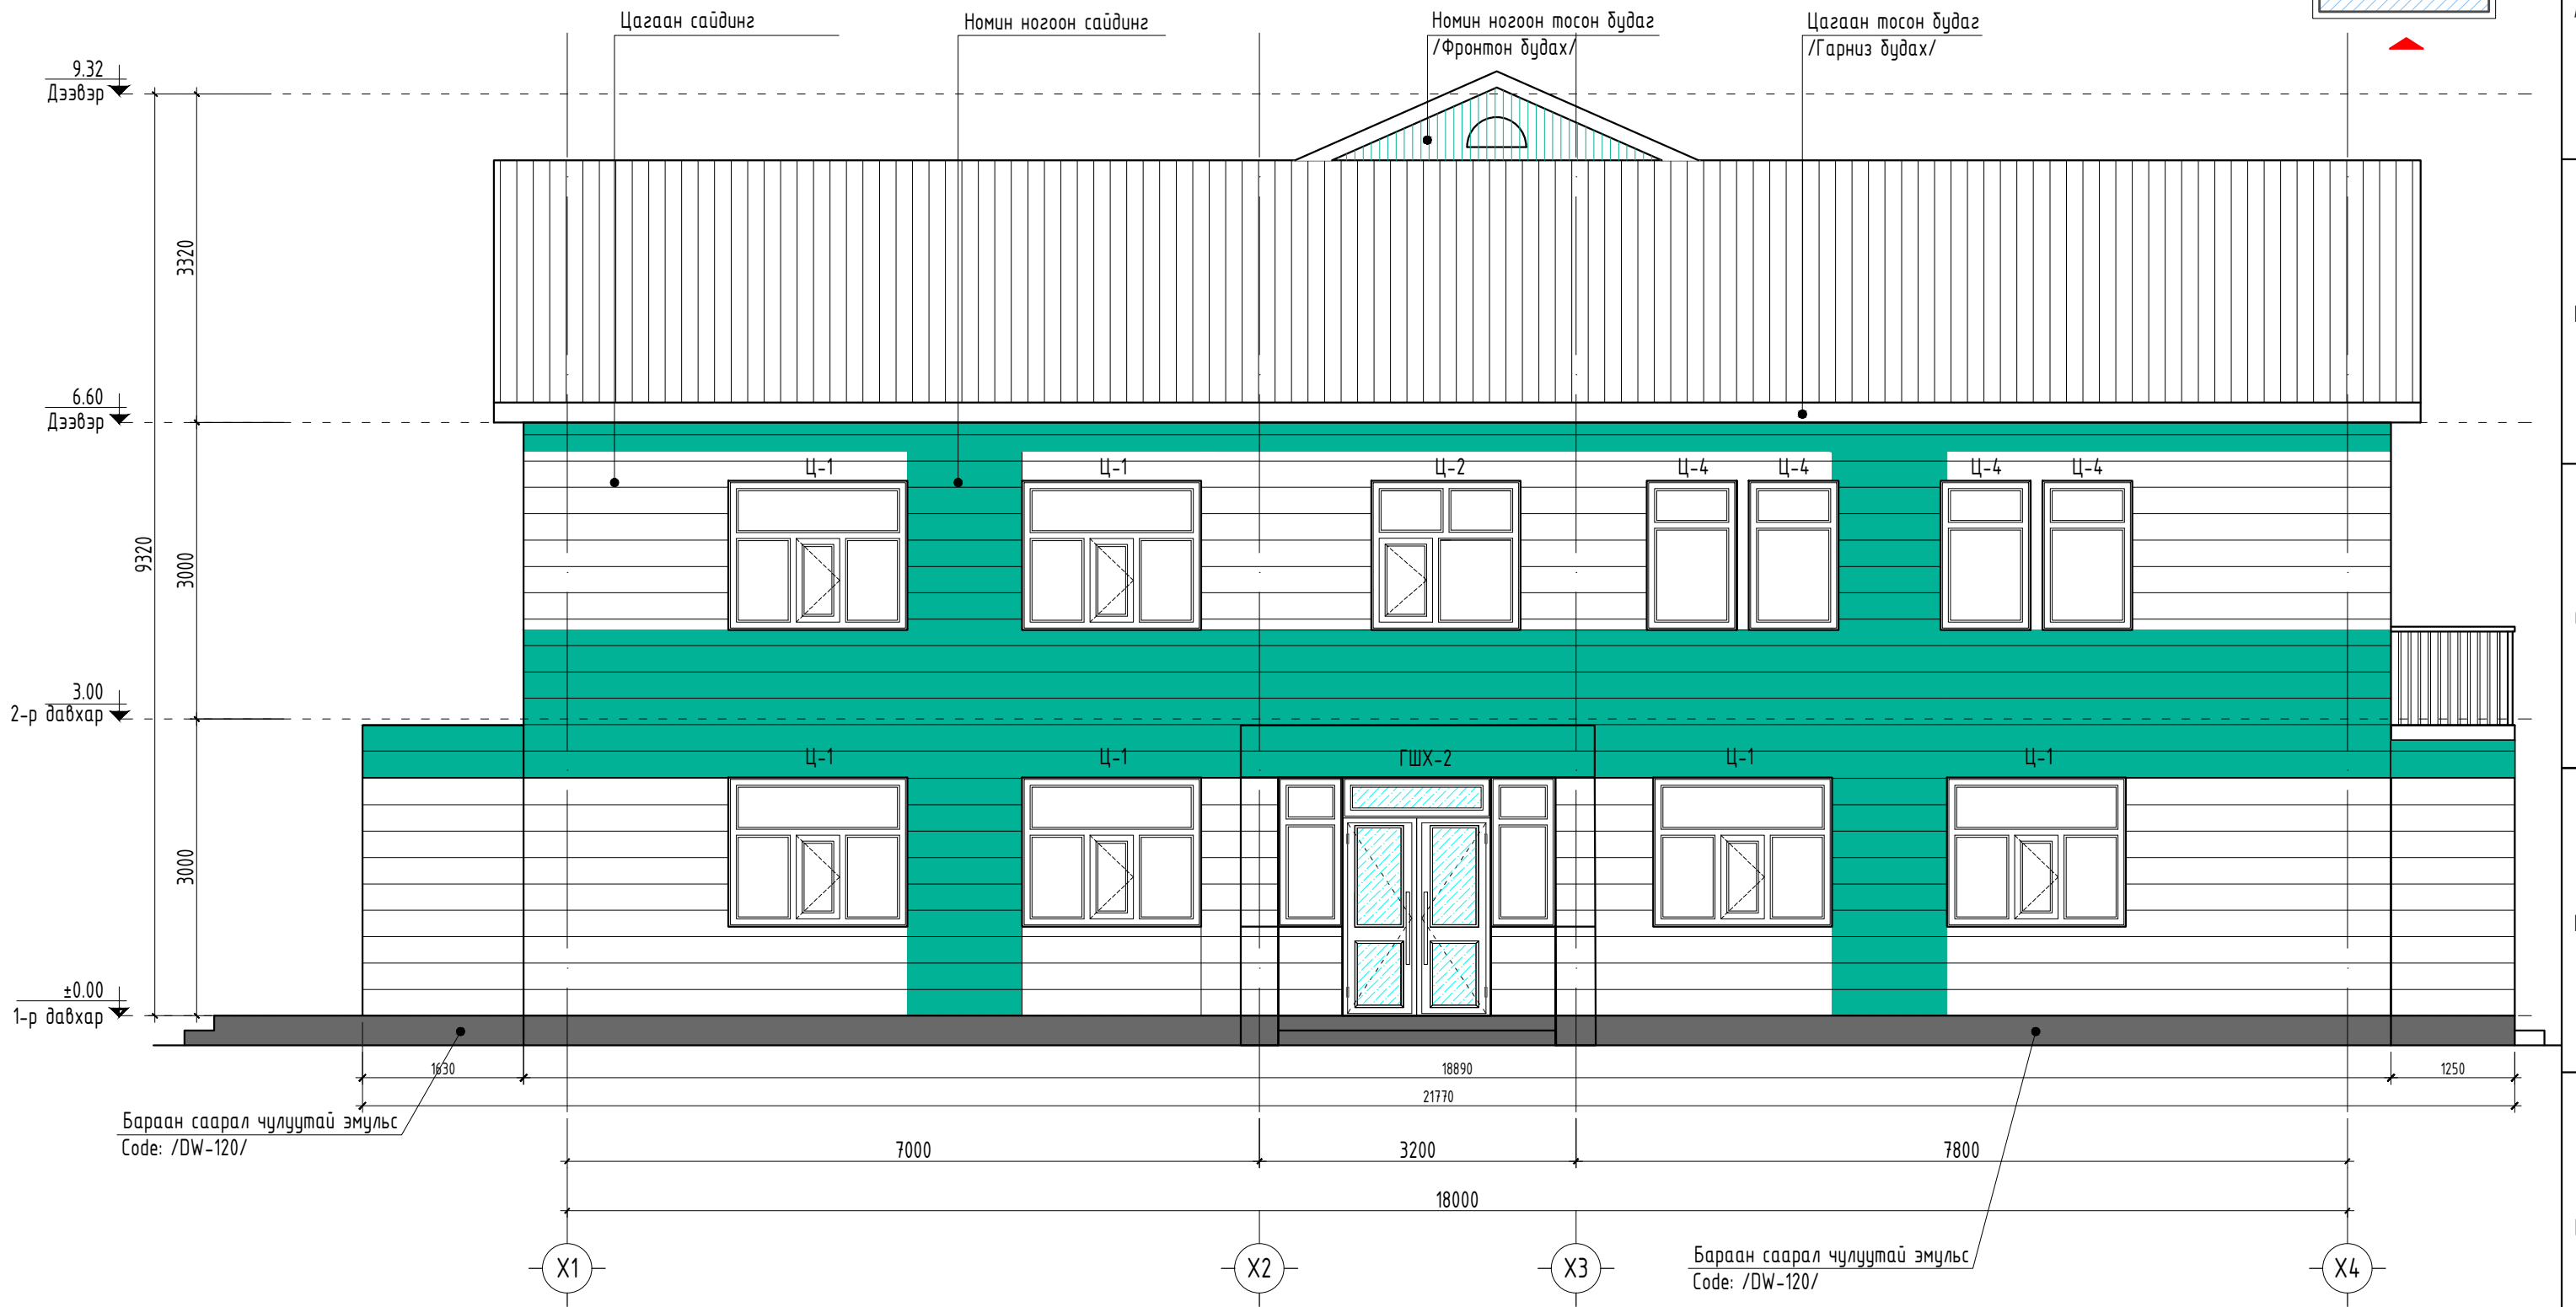 Цагаан сайдинг
Номин ногоон сайдинг
Номин ногоон тосон будаг
/Фронтон будах/
Цагаан тосон будаг
/Гарниз будах/
9.32
Дээвэр
3320
6.60
Дээвэр
Ц-1
Ц-1
Ц-2
Ц-4
Ц-4
Ц-4
Ц-4
9320
3000
3.00
2-р давхар
Ц-1
Ц-1
ГШХ-2
Ц-1
Ц-1
3000
±0.00
1-р давхар
1630
18890
1250
21770
Бараан саарал чулуутай эмульс
Code: /DW-120/
7000
3200
7800
18000
Бараан саарал чулуутай эмульс
Code: /DW-120/
X1
X2
X3
X4